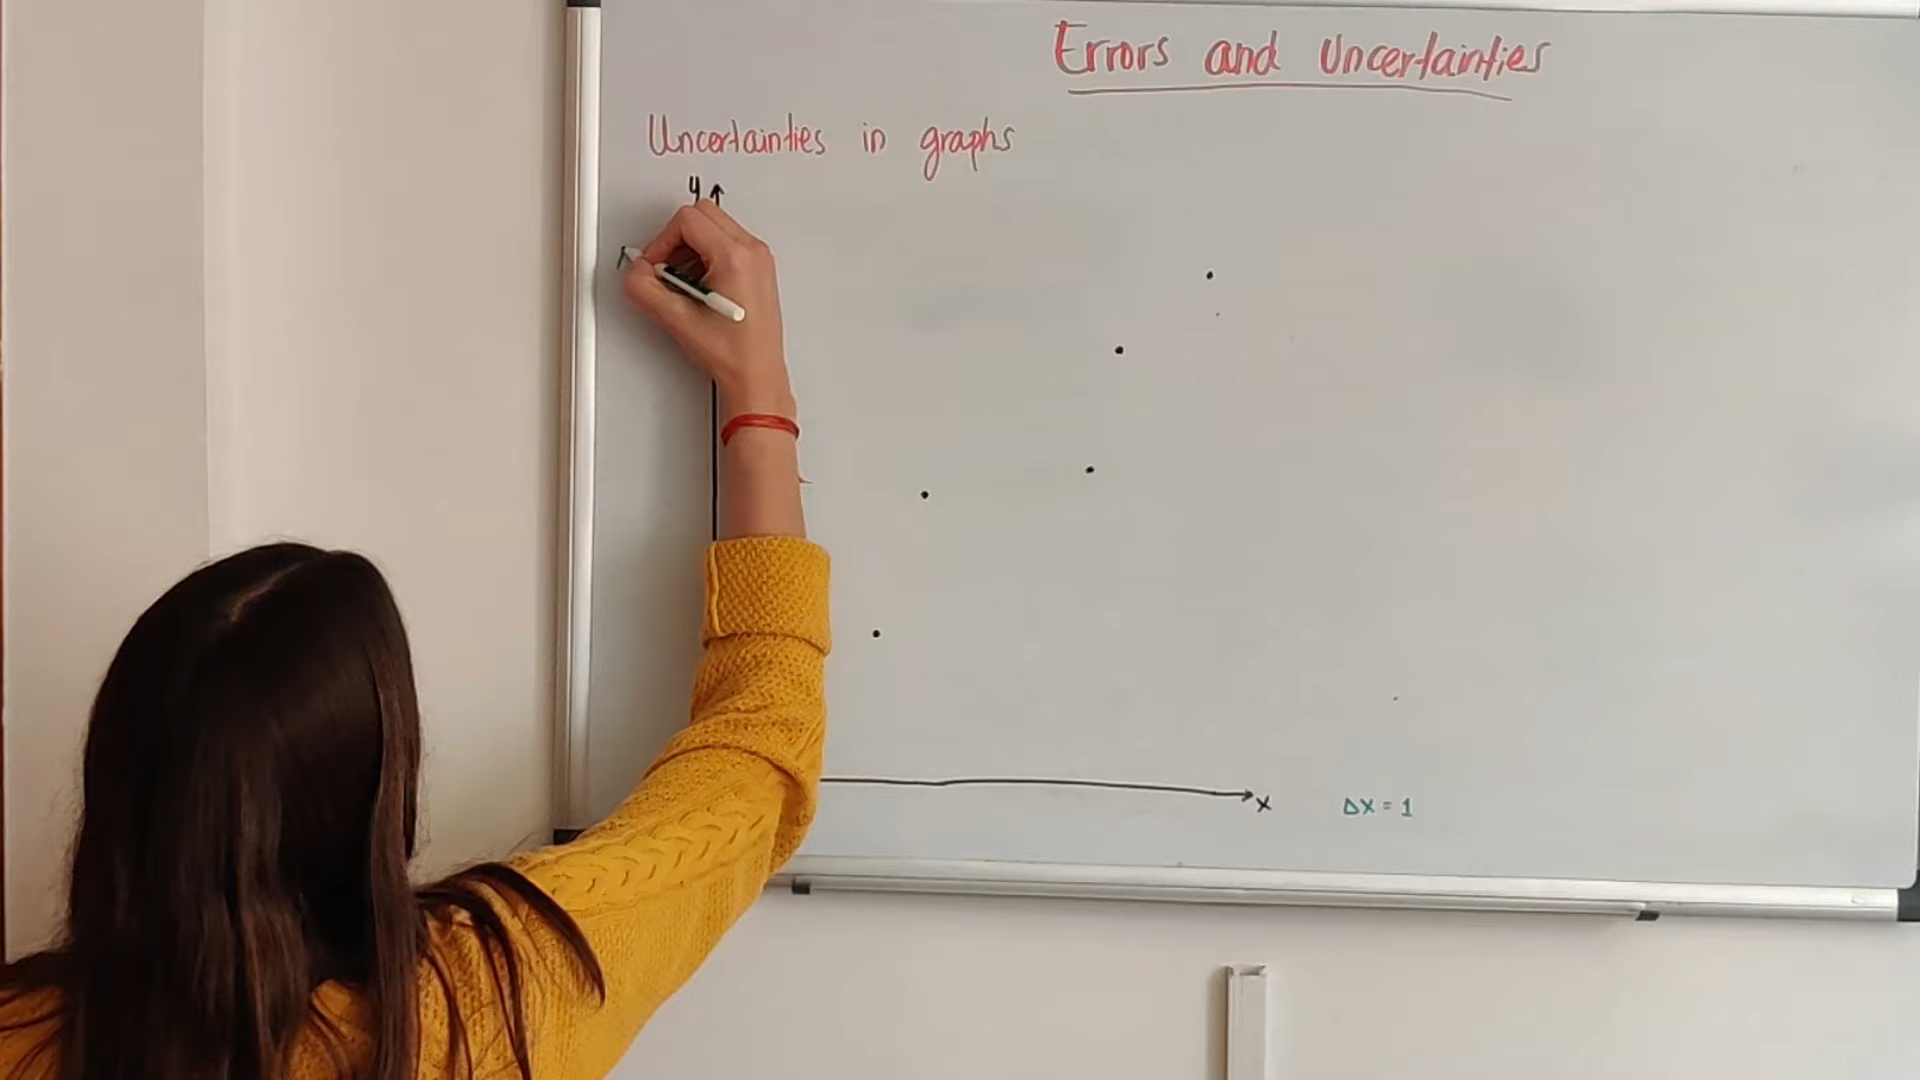 Errors and Uncertainties
Uncertainties in graphs
y
x
Δx = 1